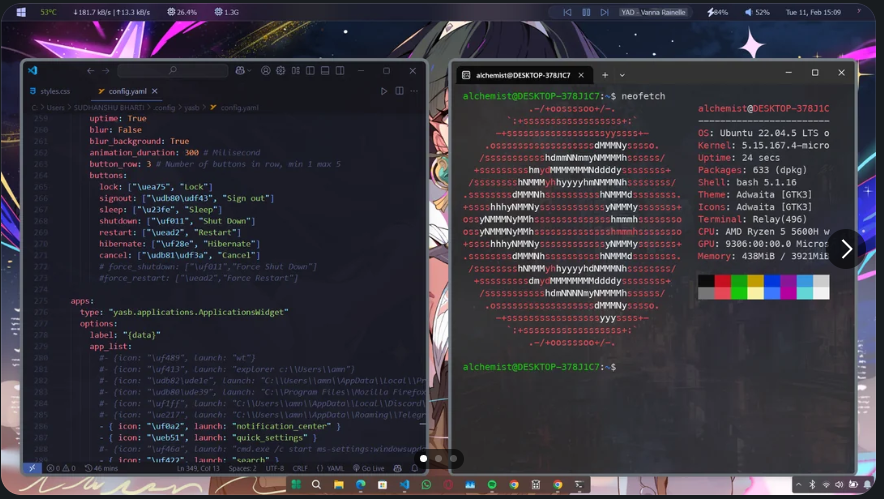 53°C ↓181.7 kB/s | ↑13.3 kB/s 26.4% 1.3G YAD - Vanna Rainelle 84% 52% Tue 11, Feb 15:09
styles.css config.yaml
C: > Users > SUDHANSHU BHARTI > .config > yasb > config.yaml
259 uptime: True
260 blur: False
261 blur_background: True
262 animation_duration: 300 # Milisecond
263 button_row: 3 # Number of buttons in row, min 1 max 5
264 buttons:
265 lock: ["\uea75", "Lock"]
266 signout: ["\udb80\udf43", "Sign out"]
267 sleep: ["\u23fe", "Sleep"]
268 shutdown: ["\uf011", "Shut Down"]
269 restart: ["\uead2", "Restart"]
270 hibernate: ["\uf28e", "Hibernate"]
271 cancel: ["\udb81\udf3a", "Cancel"]
272 # force_shutdown: ["\uf011","Force Shut Down"]
273 #force_restart: ["\uead2","Force Restart"]
274
275 apps:
276 type: "yasb.applications.ApplicationsWidget"
277 options:
278 label: "{data}"
279 app_list:
280 #- {icon: "\uf489", launch: "wt"}
281 #- {icon: "\uf413", launch: "explorer c:\\Users\\amn"}
282 #- {icon: "\udb82\ude1e", launch: "C:\\Users\\amn\\AppData\\Local\\Pr
283 #- {icon: "\udb80\ude39", launch: "C:\\Program Files\\Mozilla Firefox
284 #- {icon: "\uf1ff", launch: "C:\\Users\\amn\\AppData\\Local\\Discord
285 #- {icon: "\ue217", launch: "C:\\Users\\amn\\AppData\\Roaming\\Telegr
286 - { icon: "\uf0a2", launch: "notification_center" }
287 - { icon: "\ueb51", launch: "quick_settings" }
288 #- {icon: "\uf46a", launch: "cmd.exe /c start ms-settings:windowsupd
289 - { icon: "\uf422", launch: "search" }
0 0 46 mins Ln 349, Col 13 Spaces: 2 UTF-8 CRLF {} YAML Go Live
alchemist@DESKTOP-378J1C7: ~
alchemist@DESKTOP-378J1C7:~$ neofetch
alchemist@DESKTOP-378J1C
OS: Ubuntu 22.04.5 LTS o
Kernel: 5.15.167.4-micro
Uptime: 24 secs
Packages: 633 (dpkg)
Shell: bash 5.1.16
Theme: Adwaita [GTK3]
Icons: Adwaita [GTK3]
Terminal: Relay(496)
CPU: AMD Ryzen 5 5600H w
GPU: 9306:00:00.0 Micros
Memory: 438MiB / 3921MiB
alchemist@DESKTOP-378J1C7:~$